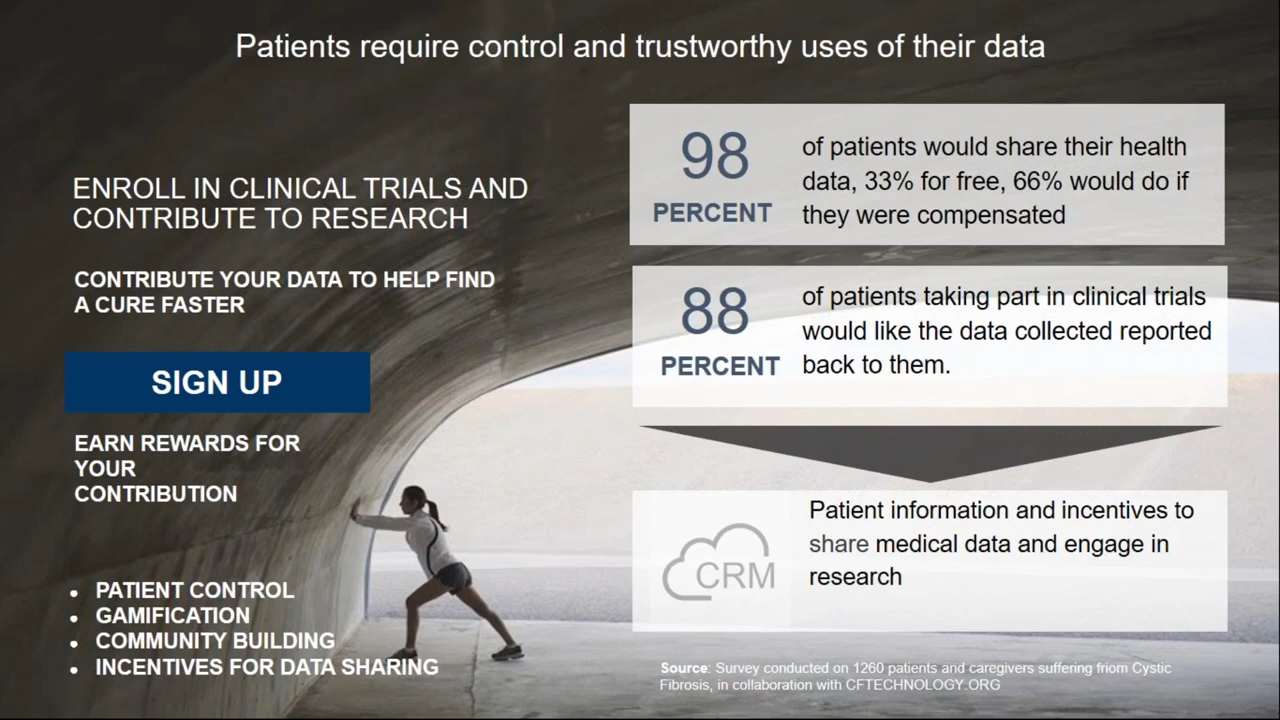 Patients require control and trustworthy uses of their data
ENROLL IN CLINICAL TRIALS AND
CONTRIBUTE TO RESEARCH
CONTRIBUTE YOUR DATA TO HELP FIND
A CURE FASTER
SIGN UP
EARN REWARDS FOR
YOUR
CONTRIBUTION
• PATIENT CONTROL
• GAMIFICATION
• COMMUNITY BUILDING
• INCENTIVES FOR DATA SHARING
98
PERCENT
of patients would share their health
data, 33% for free, 66% would do if
they were compensated
88
PERCENT
of patients taking part in clinical trials
would like the data collected reported
back to them.
CRM
Patient information and incentives to
share medical data and engage in
research
Source: Survey conducted on 1260 patients and caregivers suffering friom Cystic
Fibrosis, in collaboration with CFTECHNOLOGY.ORG